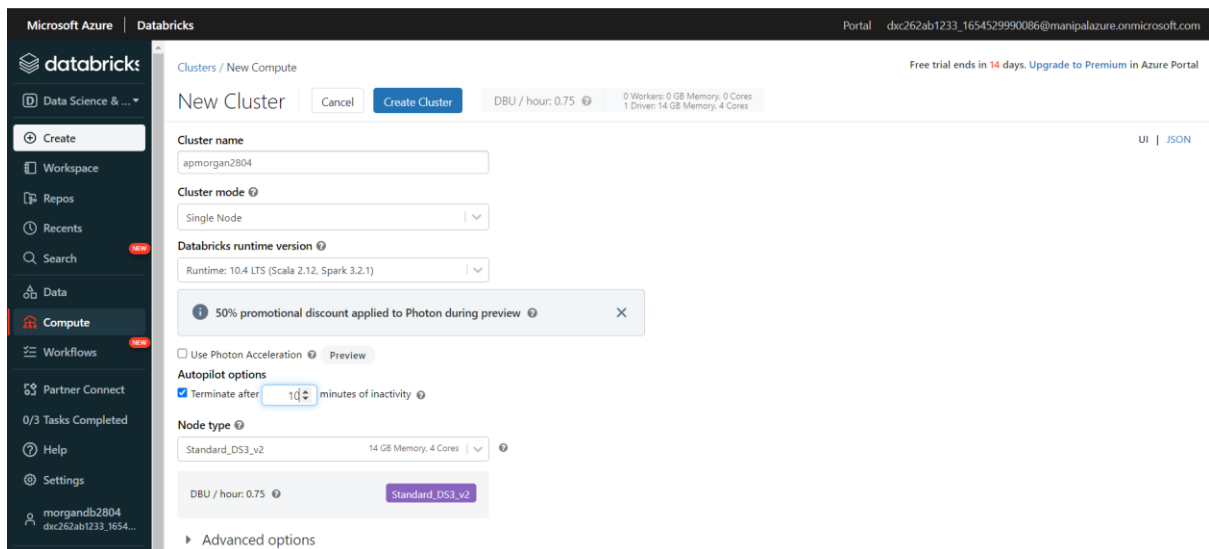 Microsoft Azure | Databricks
Portal dxc262ab1233_1654529990086@manipalazure.onmicrosoft.com
databricks
D Data Science & ...
Create
Workspace
Repos
Recents
Search
NEW
Data
Compute
Workflows
NEW
Partner Connect
0/3 Tasks Completed
Help
Settings
morgandb2804
dxc262ab1233_1654...
Clusters / New Compute
Free trial ends in 14 days. Upgrade to Premium in Azure Portal
New Cluster
Cancel
Create Cluster
DBU / hour: 0.75
0 Workers: 0 GB Memory, 0 Cores
1 Driver: 14 GB Memory, 4 Cores
UI | JSON
Cluster name
apmorgan2804
Cluster mode
Single Node
Databricks runtime version
Runtime: 10.4 LTS (Scala 2.12, Spark 3.2.1)
50% promotional discount applied to Photon during preview
Use Photon Acceleration Preview
Autopilot options
Terminate after 10 minutes of inactivity
Node type
Standard_DS3_v2 14 GB Memory, 4 Cores
DBU / hour: 0.75 Standard_DS3_v2
Advanced options